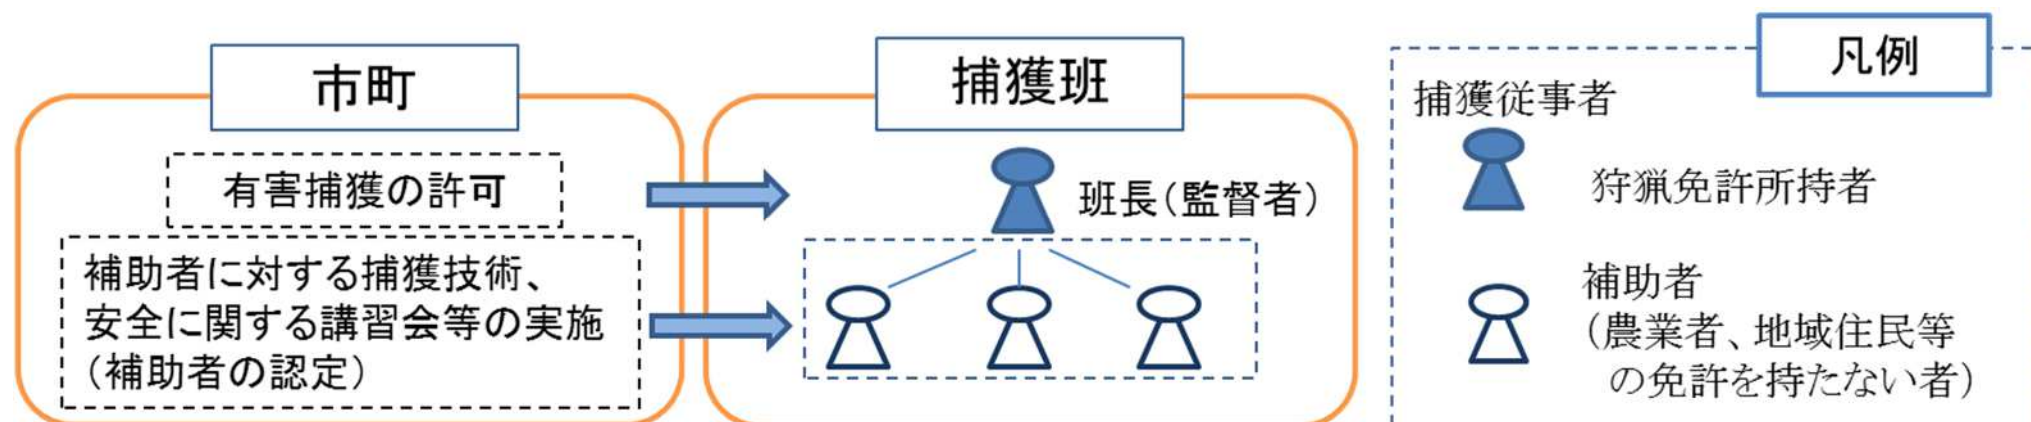 市町
有害捕獲の許可
補助者に対する捕獲技術、
安全に関する講習会等の実施
（補助者の認定）
捕獲班
班長（監督者）
凡例
捕獲従事者
狩猟免許所持者
補助者
（農業者、地域住民等
の免許を持たない者）